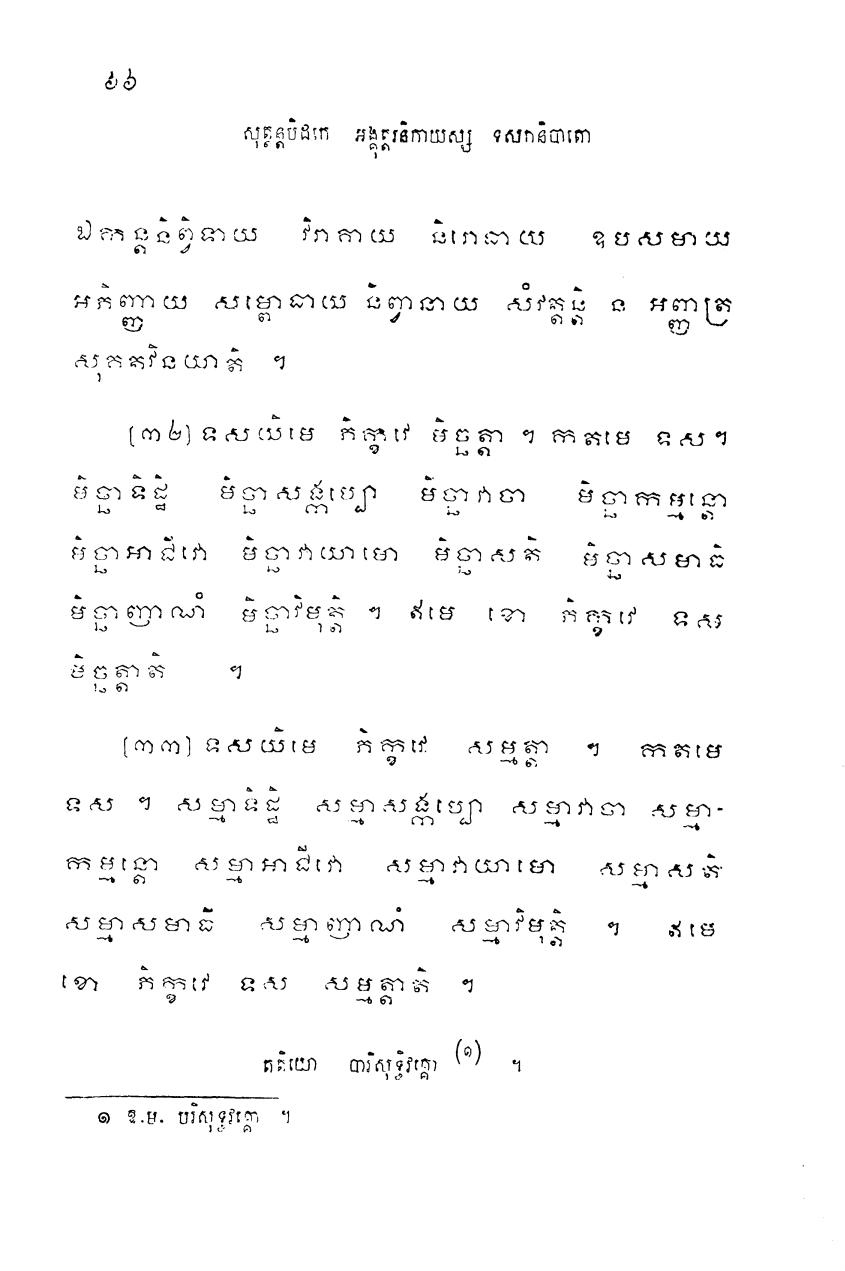 ៦៦
សុត្តន្តបិដកេ អង្គុត្តរនិកាយស្ស ទសកនិបាតោ
ឯកន្តនិព្វិទាយ វិរាគាយ និរោធាយ ឧបសមាយ
អភិញ្ញាយ សម្ពោធាយ និព្វានាយ សំវត្តន្តិ ន អញ្ញត្រ
សុគតវិនយាតិ ។
[៣២] ទសយិមេ ភិក្ខវេ មិច្ឆត្តា ។ កតមេ ទស។
មិច្ឆាទិដ្ឋិ មិច្ឆាសង្កប្បោ មិច្ឆាវាចា មិច្ឆាកម្មន្តោ
មិច្ឆាអាជីវោ មិច្ឆាវាយាមោ មិច្ឆាសតិ មិច្ឆាសមាធិ
មិច្ឆាញាណំ មិច្ឆាវិមុត្តិ ។ ឥមេ ខោ ភិក្ខវេ ទស
មិច្ឆត្តាតិ ។
[៣៣] ទសយិមេ ភិក្ខវេ សម្មត្តា ។ កតមេ
ទស ។ សម្មាទិដ្ឋិ សម្មាសង្កប្បោ សម្មាវាចា សម្មា-
កម្មន្តោ សម្មាអាជីវោ សម្មាវាយាមោ សម្មាសតិ
សម្មាសមាធិ សម្មាញាណំ សម្មាវិមុត្តិ ។ ឥមេ
ខោ ភិក្ខវេ ទស សម្មត្តាតិ ។
តតិយោ បារិសុទ្ធិវគ្គោ (១) ។
១ ឱ.ម. បរិសុទ្ធវគ្គោ ។